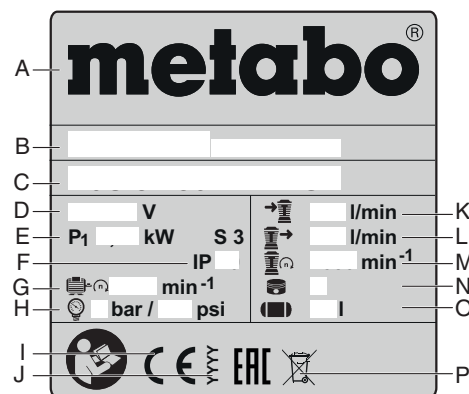 metabo®
A
B
C
D V
E P1 kW S 3
F IP
G n min-1
H bar / psi
l/min K
l/min L
n min-1 M
N
l O
I CE
J YYYY EAC P